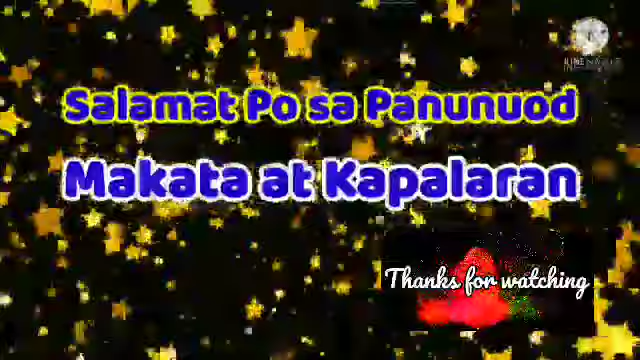 Salamat Po sa Panunuod
Makata at Kapalaran
Thanks for watching